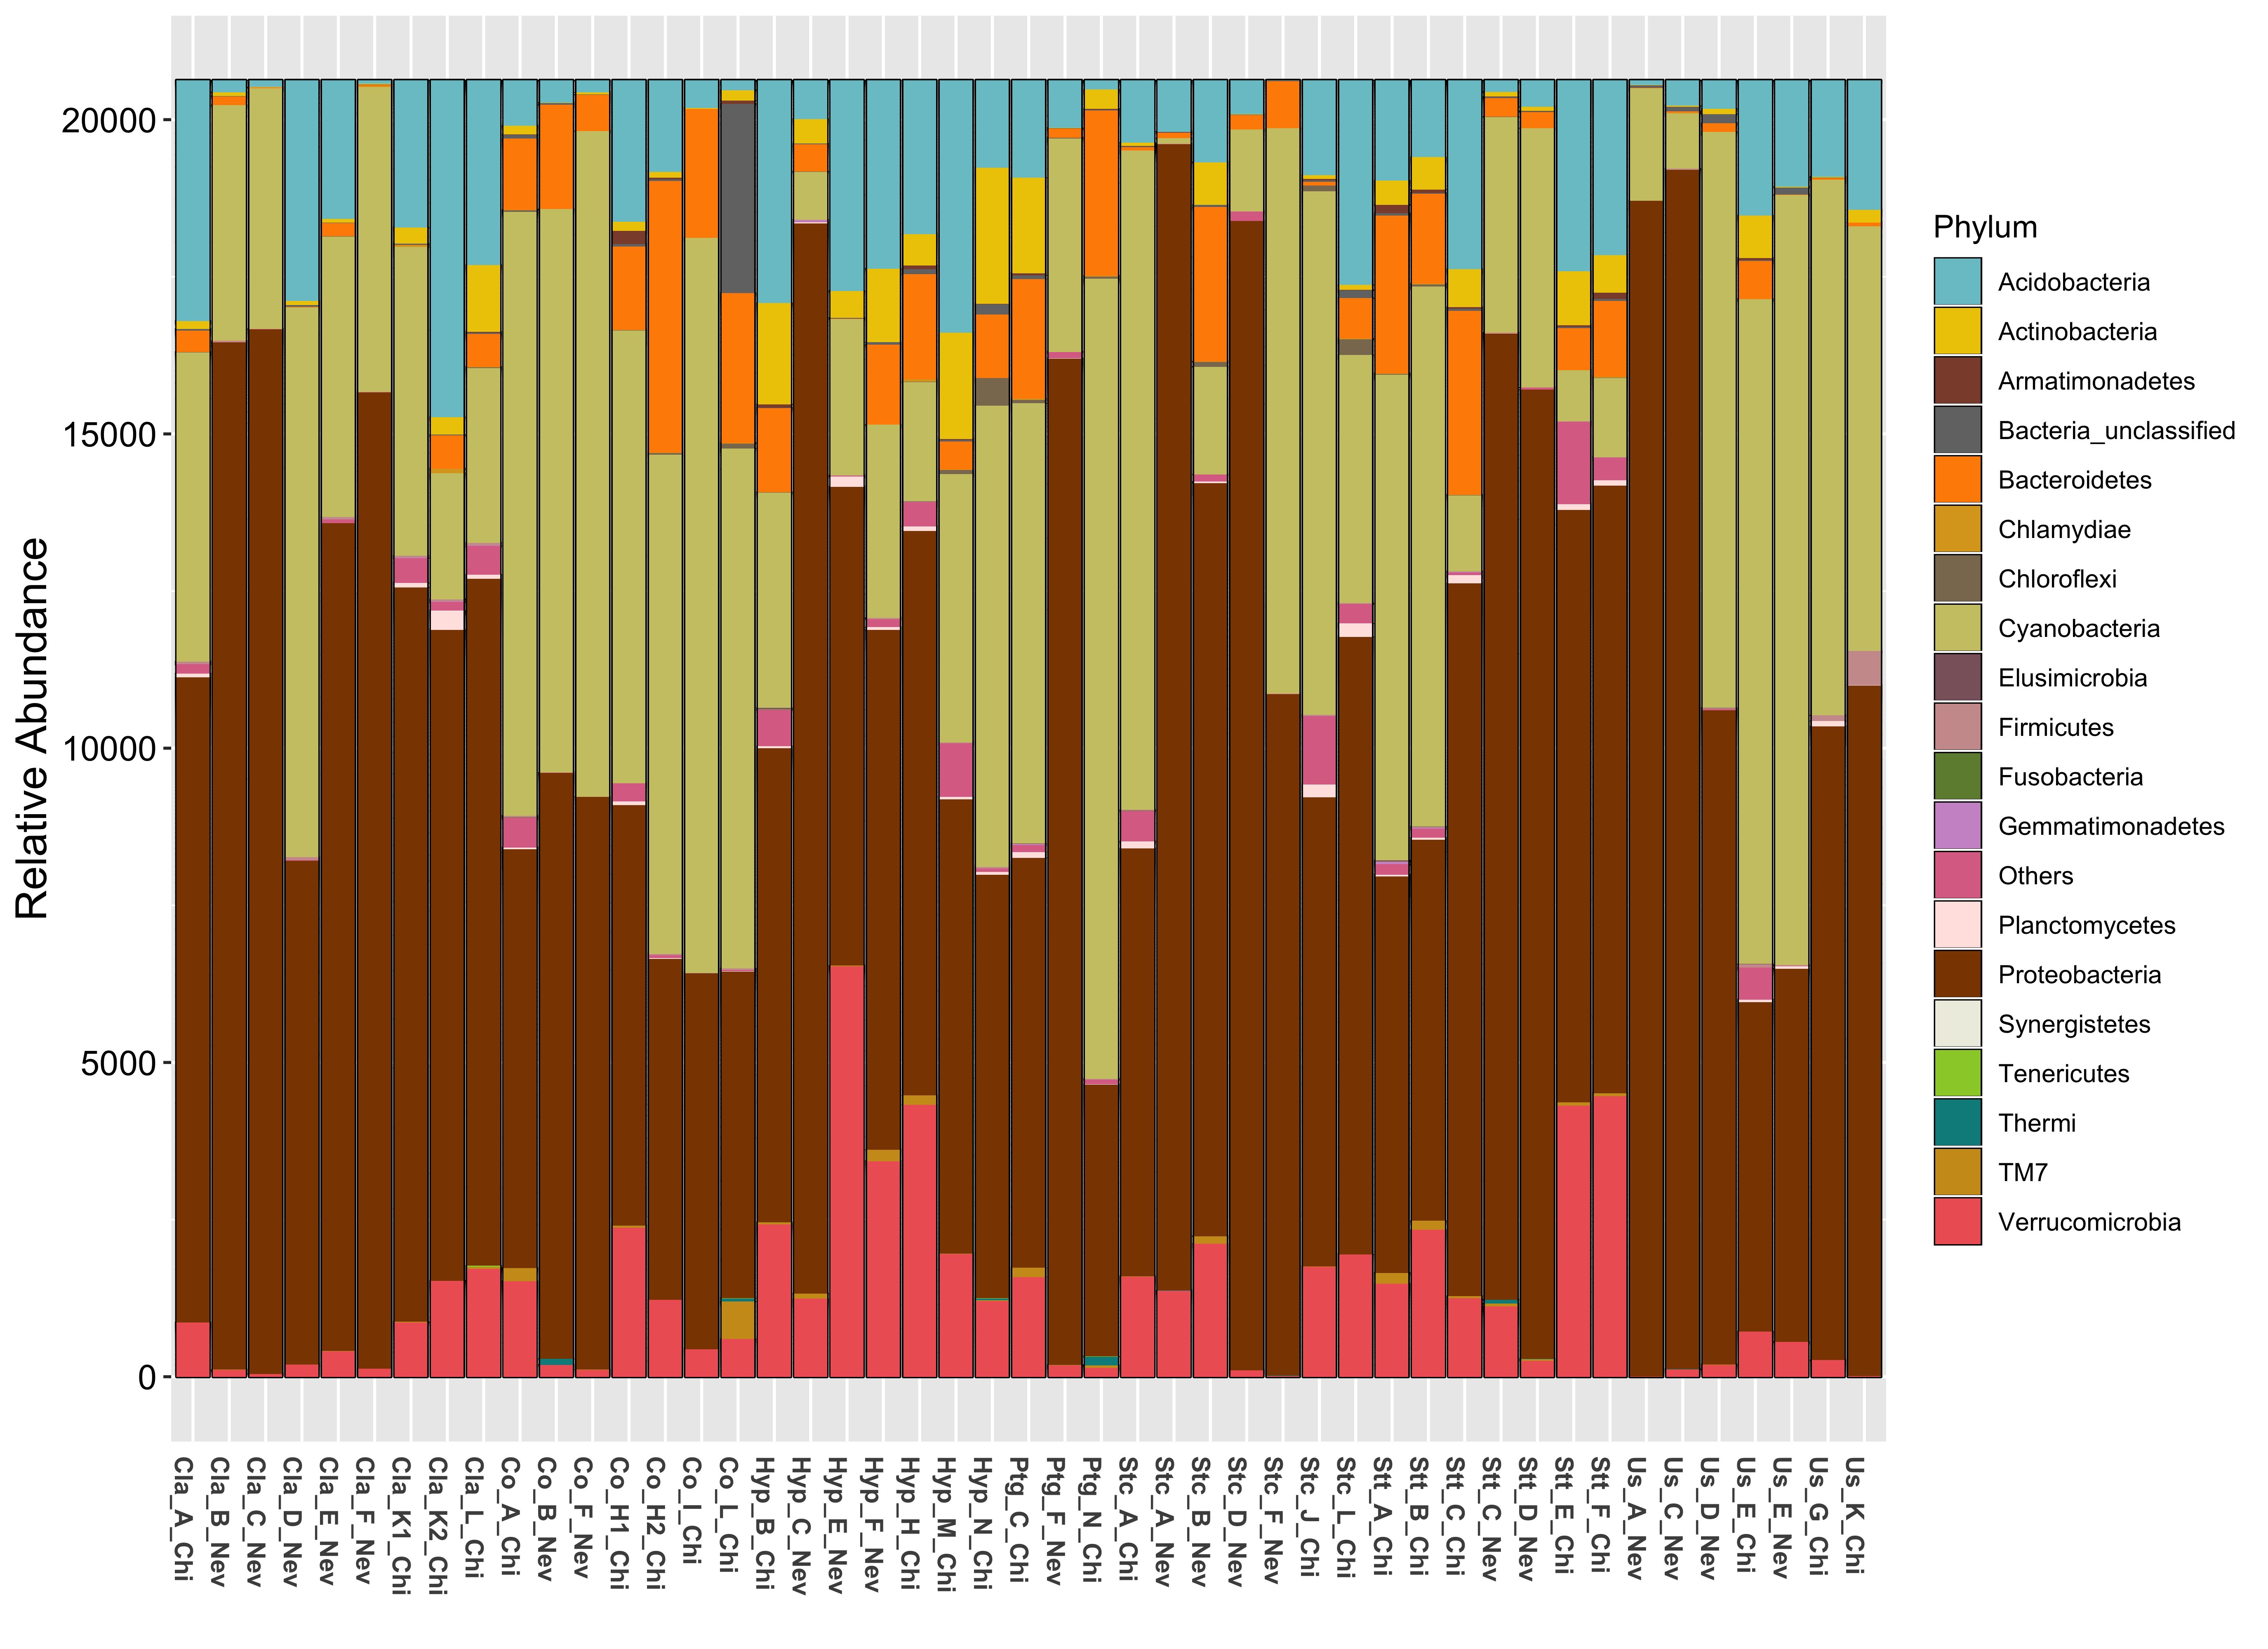 Relative Abundance
20000
15000
10000
5000
0
Cla_A_Chi
Cla_B_Nev
Cla_C_Nev
Cla_D_Nev
Cla_E_Nev
Cla_F_Nev
Cla_K1_Chi
Cla_K2_Chi
Cla_L_Chi
Co_A_Chi
Co_B_Nev
Co_F_Nev
Co_H1_Chi
Co_H2_Chi
Co_I_Chi
Co_L_Chi
Hyp_B_Chi
Hyp_C_Nev
Hyp_E_Nev
Hyp_F_Nev
Hyp_H_Chi
Hyp_M_Chi
Hyp_N_Chi
Ptg_C_Chi
Ptg_F_Nev
Ptg_N_Chi
Stc_A_Chi
Stc_A_Nev
Stc_B_Nev
Stc_D_Nev
Stc_F_Nev
Stc_J_Chi
Stc_L_Chi
Stt_A_Chi
Stt_B_Chi
Stt_C_Chi
Stt_C_Nev
Stt_D_Nev
Stt_E_Chi
Stt_F_Chi
Us_A_Nev
Us_C_Nev
Us_D_Nev
Us_E_Chi
Us_E_Nev
Us_G_Chi
Us_K_Chi
Phylum
Acidobacteria
Actinobacteria
Armatimonadetes
Bacteria_unclassified
Bacteroidetes
Chlamydiae
Chloroflexi
Cyanobacteria
Elusimicrobia
Firmicutes
Fusobacteria
Gemmatimonadetes
Others
Planctomycetes
Proteobacteria
Synergistetes
Tenericutes
Thermi
TM7
Verrucomicrobia